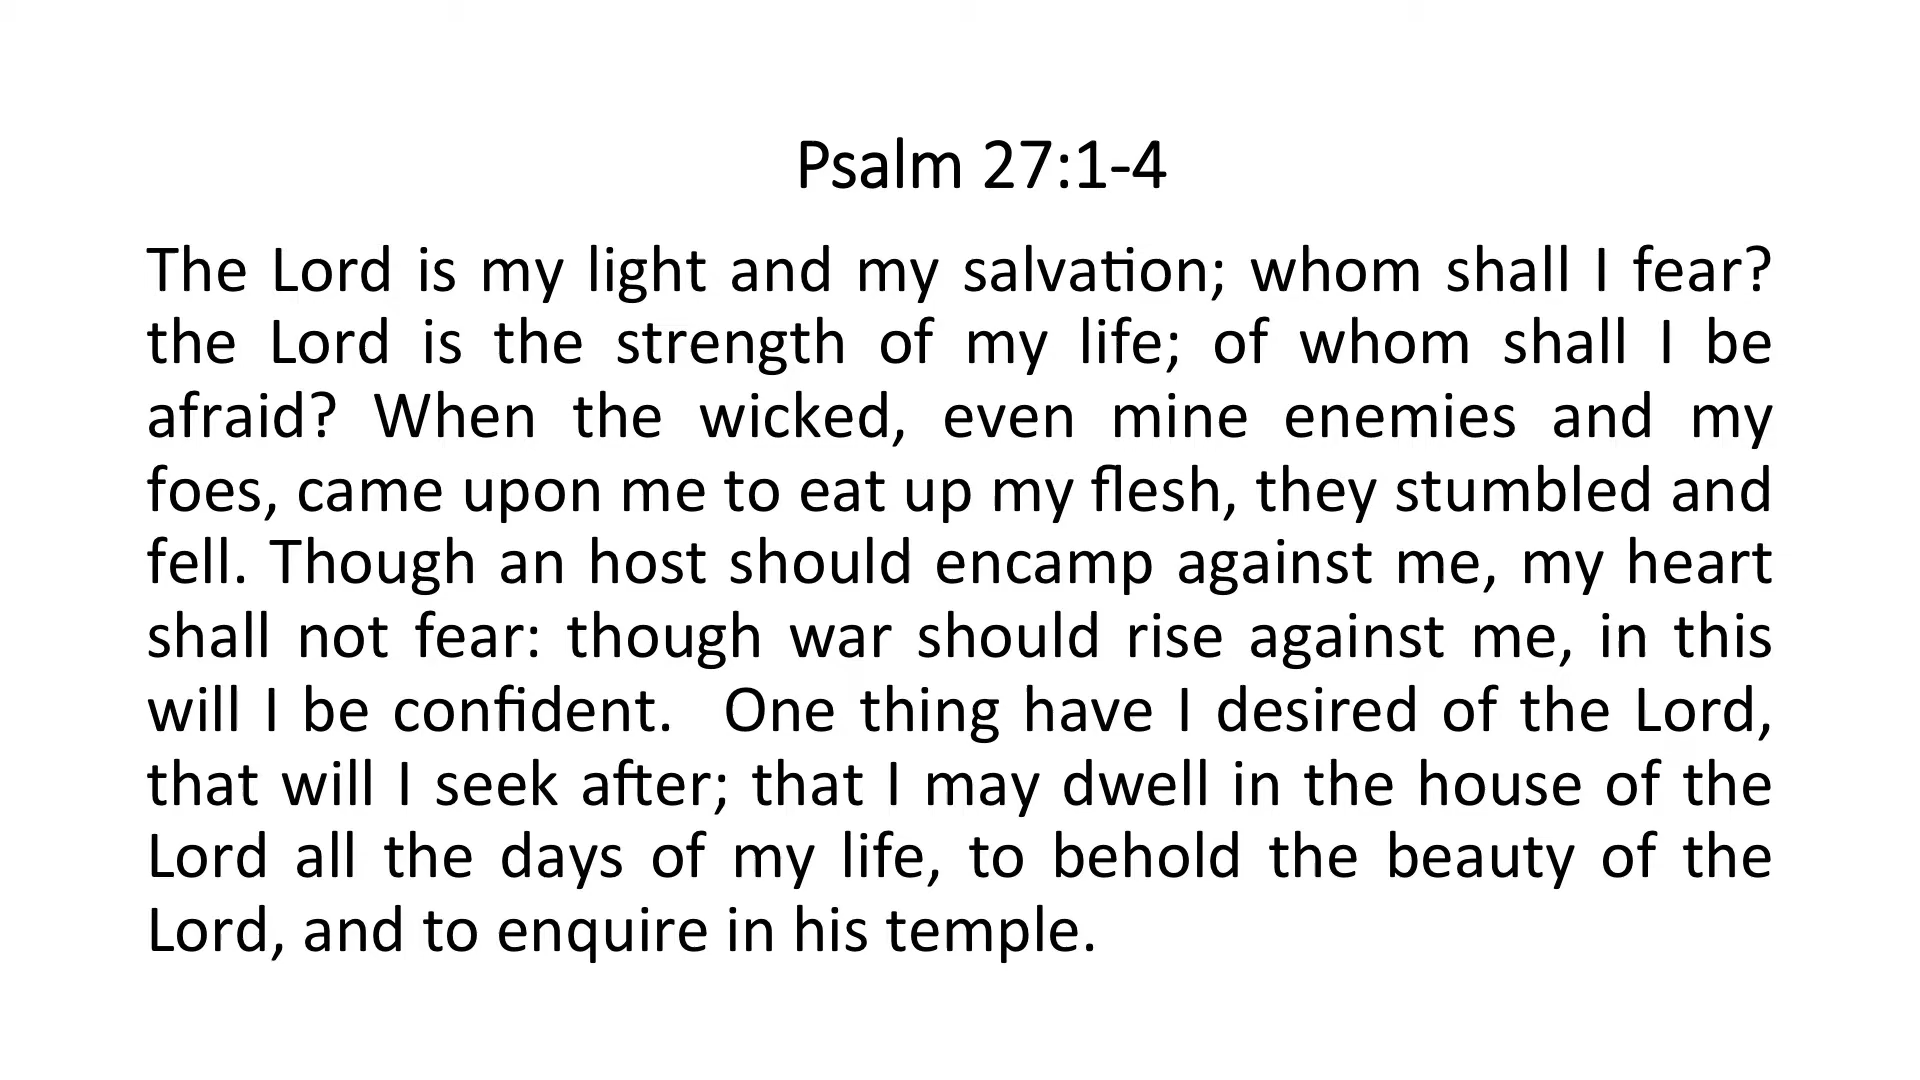 Psalm 27:1-4
The Lord is my light and my salvation; whom shall I fear?
the Lord is the strength of my life; of whom shall I be
afraid? When the wicked, even mine enemies and my
foes, came upon me to eat up my flesh, they stumbled and
fell. Though an host should encamp against me, my heart
shall not fear: though war should rise against me, in this
will I be confident.  One thing have I desired of the Lord,
that will I seek after; that I may dwell in the house of the
Lord all the days of my life, to behold the beauty of the
Lord, and to enquire in his temple.